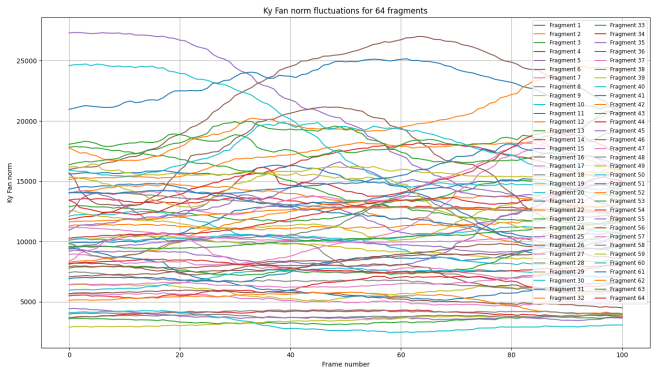 Ky Fan norm fluctuations for 64 fragments
Ky Fan norm
25000
20000
15000
10000
5000
0
20
40
60
80
100
Frame number
Fragment 1
Fragment 2
Fragment 3
Fragment 4
Fragment 5
Fragment 6
Fragment 7
Fragment 8
Fragment 9
Fragment 10
Fragment 11
Fragment 12
Fragment 13
Fragment 14
Fragment 15
Fragment 16
Fragment 17
Fragment 18
Fragment 19
Fragment 20
Fragment 21
Fragment 22
Fragment 23
Fragment 24
Fragment 25
Fragment 26
Fragment 27
Fragment 28
Fragment 29
Fragment 30
Fragment 31
Fragment 32
Fragment 33
Fragment 34
Fragment 35
Fragment 36
Fragment 37
Fragment 38
Fragment 39
Fragment 40
Fragment 41
Fragment 42
Fragment 43
Fragment 44
Fragment 45
Fragment 46
Fragment 47
Fragment 48
Fragment 49
Fragment 50
Fragment 51
Fragment 52
Fragment 53
Fragment 54
Fragment 55
Fragment 56
Fragment 57
Fragment 58
Fragment 59
Fragment 60
Fragment 61
Fragment 62
Fragment 63
Fragment 64